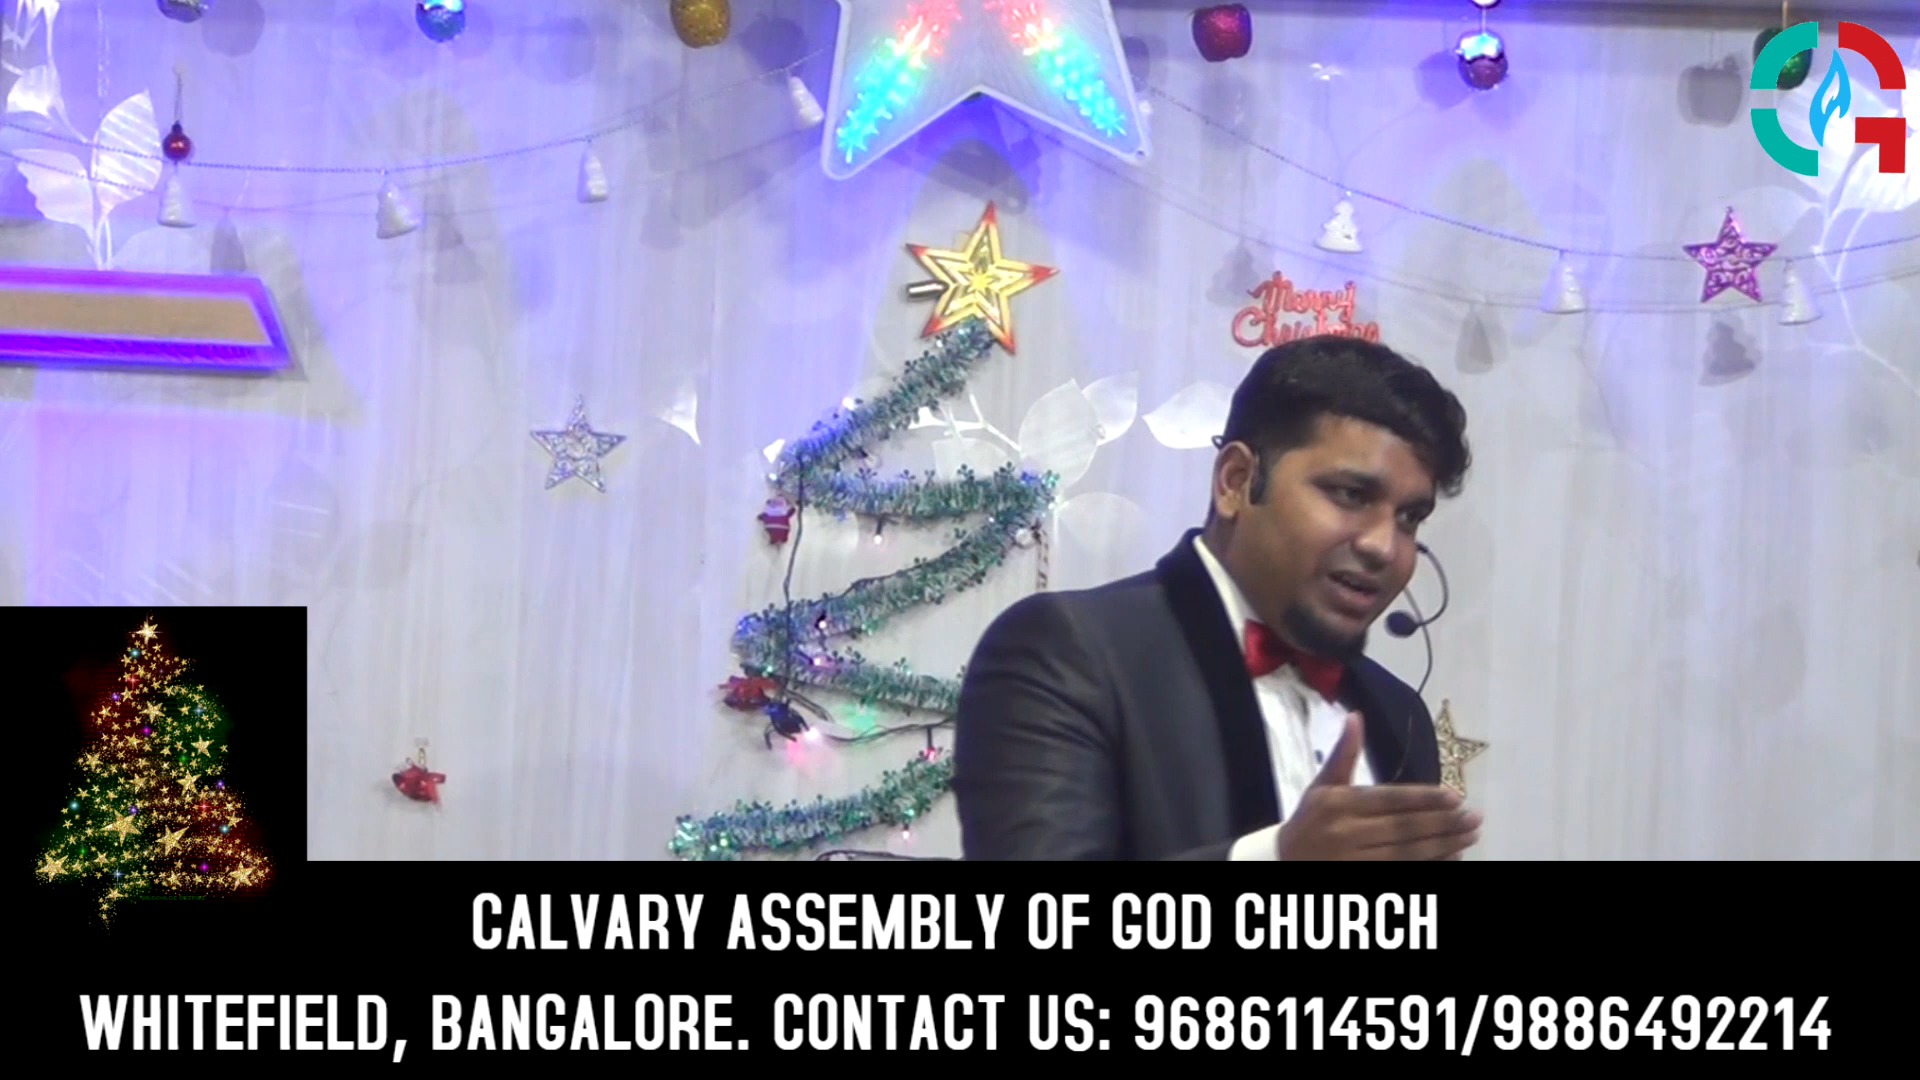 Merry
Christmas
CALVARY ASSEMBLY OF GOD CHURCH
WHITEFIELD, BANGALORE. CONTACT US: 9686114591/9886492214